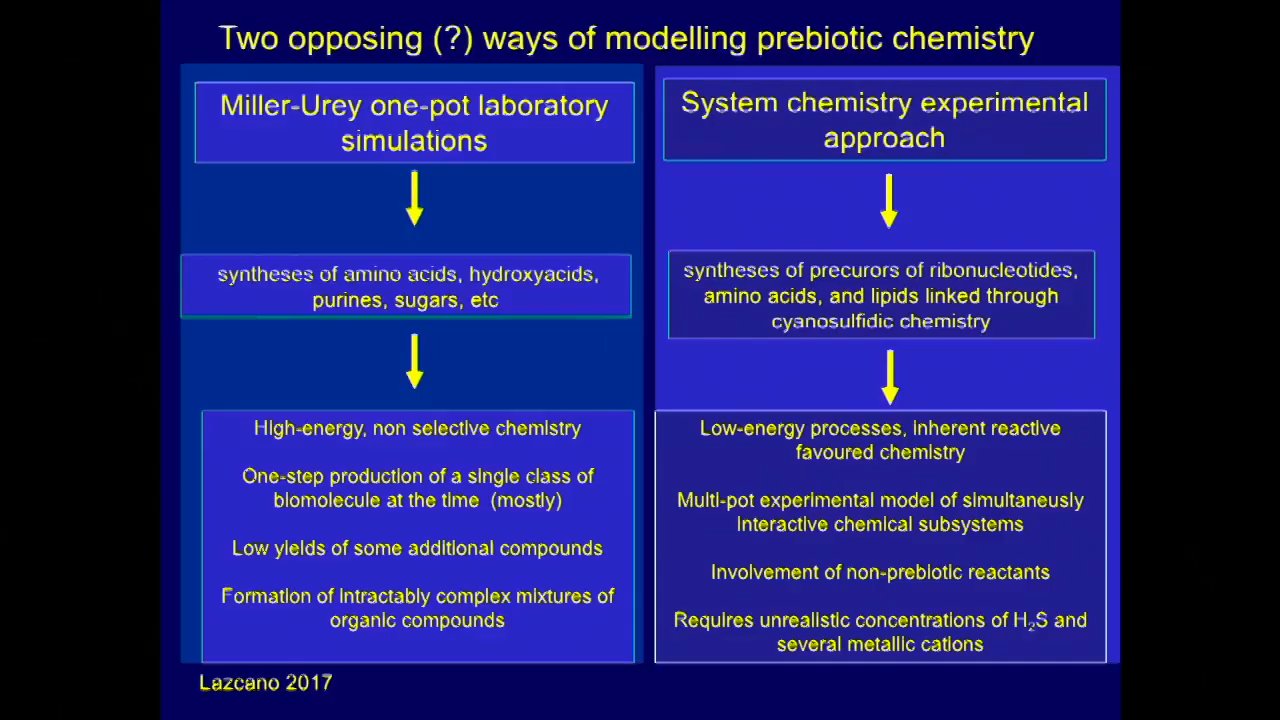 Two opposing (?) ways of modelling prebiotic chemistry
Miller-Urey one-pot laboratory
simulations
syntheses of amino acids, hydroxyacids,
purines, sugars, etc
High-energy, non selective chemistry
One-step production of a single class of
biomolecule at the time (mostly)
Low yields of some additional compounds
Formation of intractably complex mixtures of
organic compounds
System chemistry experimental
approach
syntheses of precurors of ribonucleotides,
amino acids, and lipids linked through
cyanosulfidic chemistry
Low-energy processes, inherent reactive
favoured chemistry
Multi-pot experimental model of simultaneusly
interactive chemical subsystems
Involvement of non-prebiotic reactants
Requires unrealistic concentrations of H₂S and
several metallic cations
Lazcano 2017